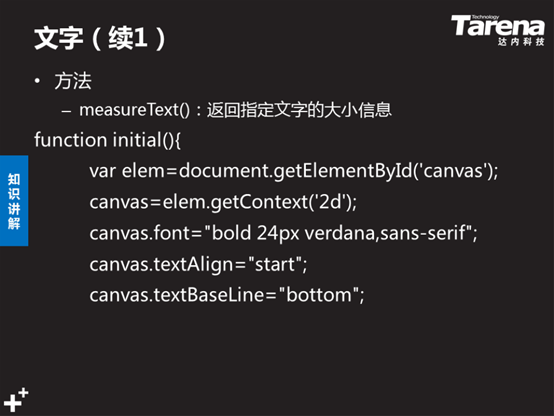 文字（续1）
Technology
Tarena
达内科技
• 方法
– measureText()：返回指定文字的大小信息
function initial(){
var elem=document.getElementById('canvas');
canvas=elem.getContext('2d');
canvas.font="bold 24px verdana,sans-serif";
canvas.textAlign="start";
canvas.textBaseLine="bottom";
知识讲解